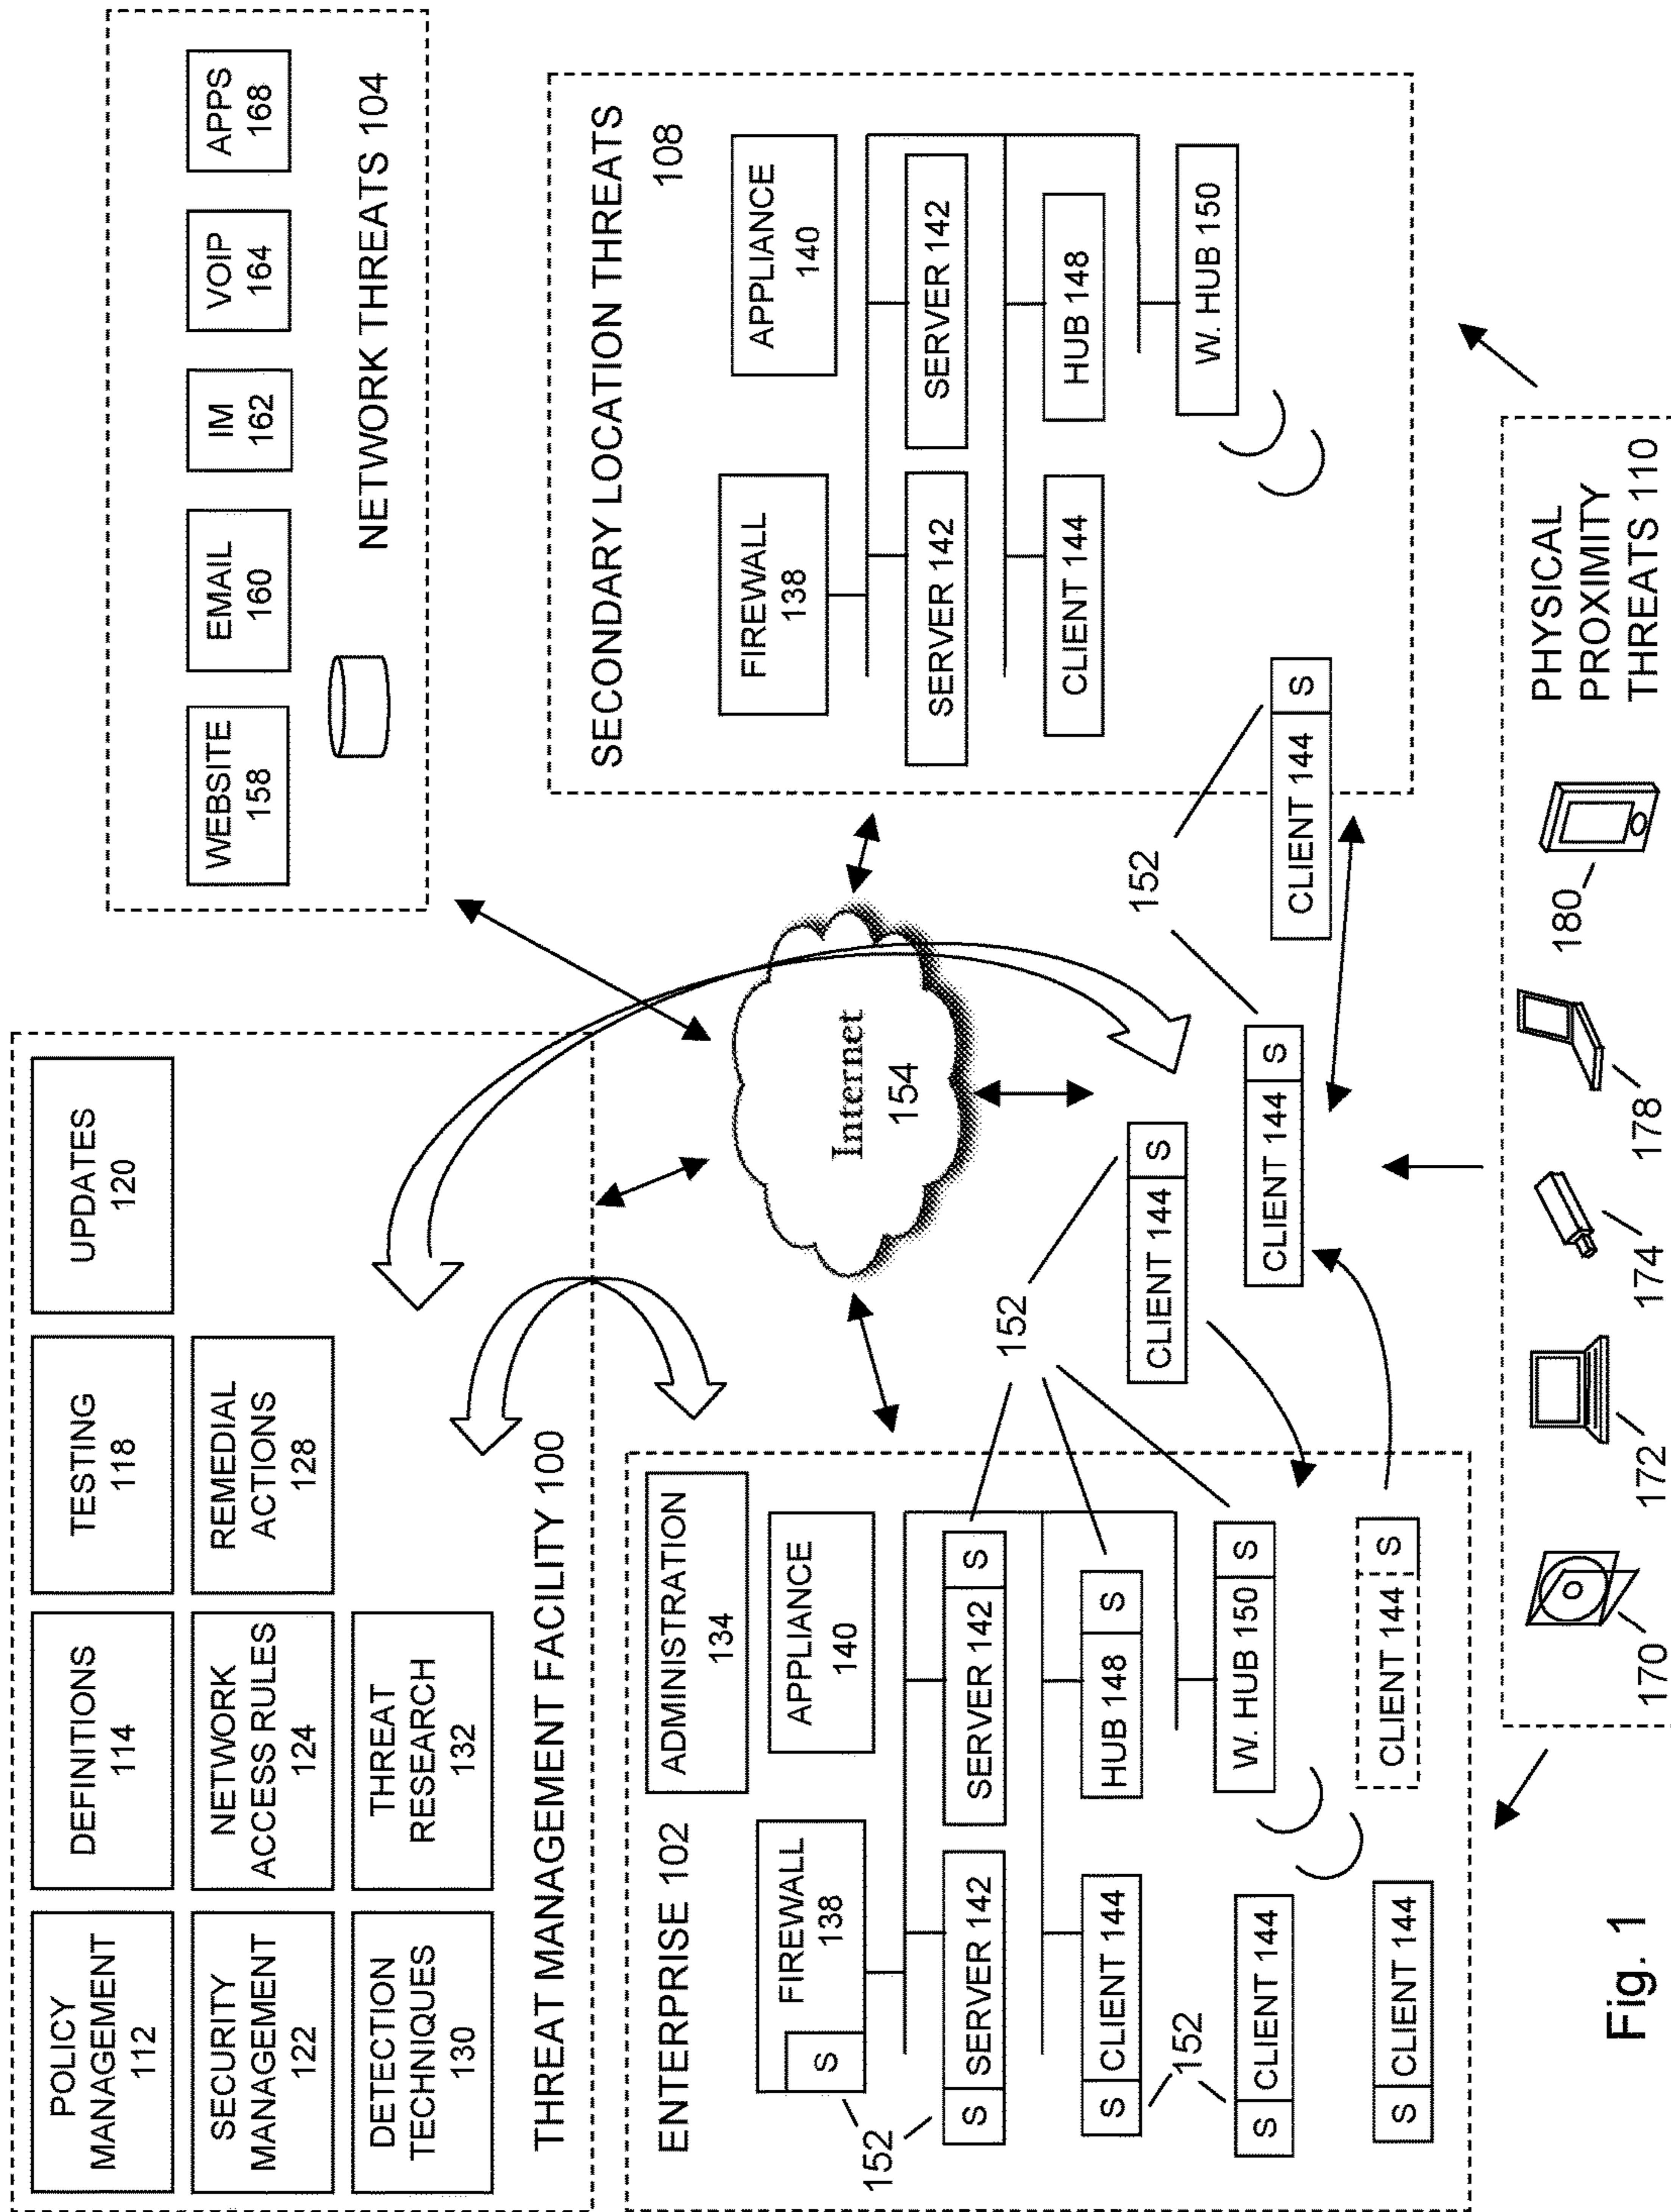 POLICY
MANAGEMENT
112
DEFINITIONS
114
TESTING
118
UPDATES
120
SECURITY
MANAGEMENT
122
NETWORK
ACCESS RULES
124
REMEDIAL
ACTIONS
128
DETECTION
TECHNIQUES
130
THREAT
RESEARCH
132
THREAT MANAGEMENT FACILITY 100
WEBSITE
158
EMAIL
160
IM
162
VOIP
164
APPS
168
NETWORK THREATS 104
ENTERPRISE 102
ADMINISTRATION
134
FIREWALL
138
S
APPLIANCE
140
152
S SERVER 142
SERVER 142 S
S CLIENT 144
HUB 148 S
152
S CLIENT 144
W. HUB 150 S
S CLIENT 144
CLIENT 144 S
Internet
154
152
CLIENT 144 S
CLIENT 144 S
152
CLIENT 144 S
SECONDARY LOCATION THREATS
108
FIREWALL
138
APPLIANCE
140
SERVER 142
SERVER 142
CLIENT 144
HUB 148
W. HUB 150
170
172
174
178
180
PHYSICAL
PROXIMITY
THREATS 110
Fig. 1